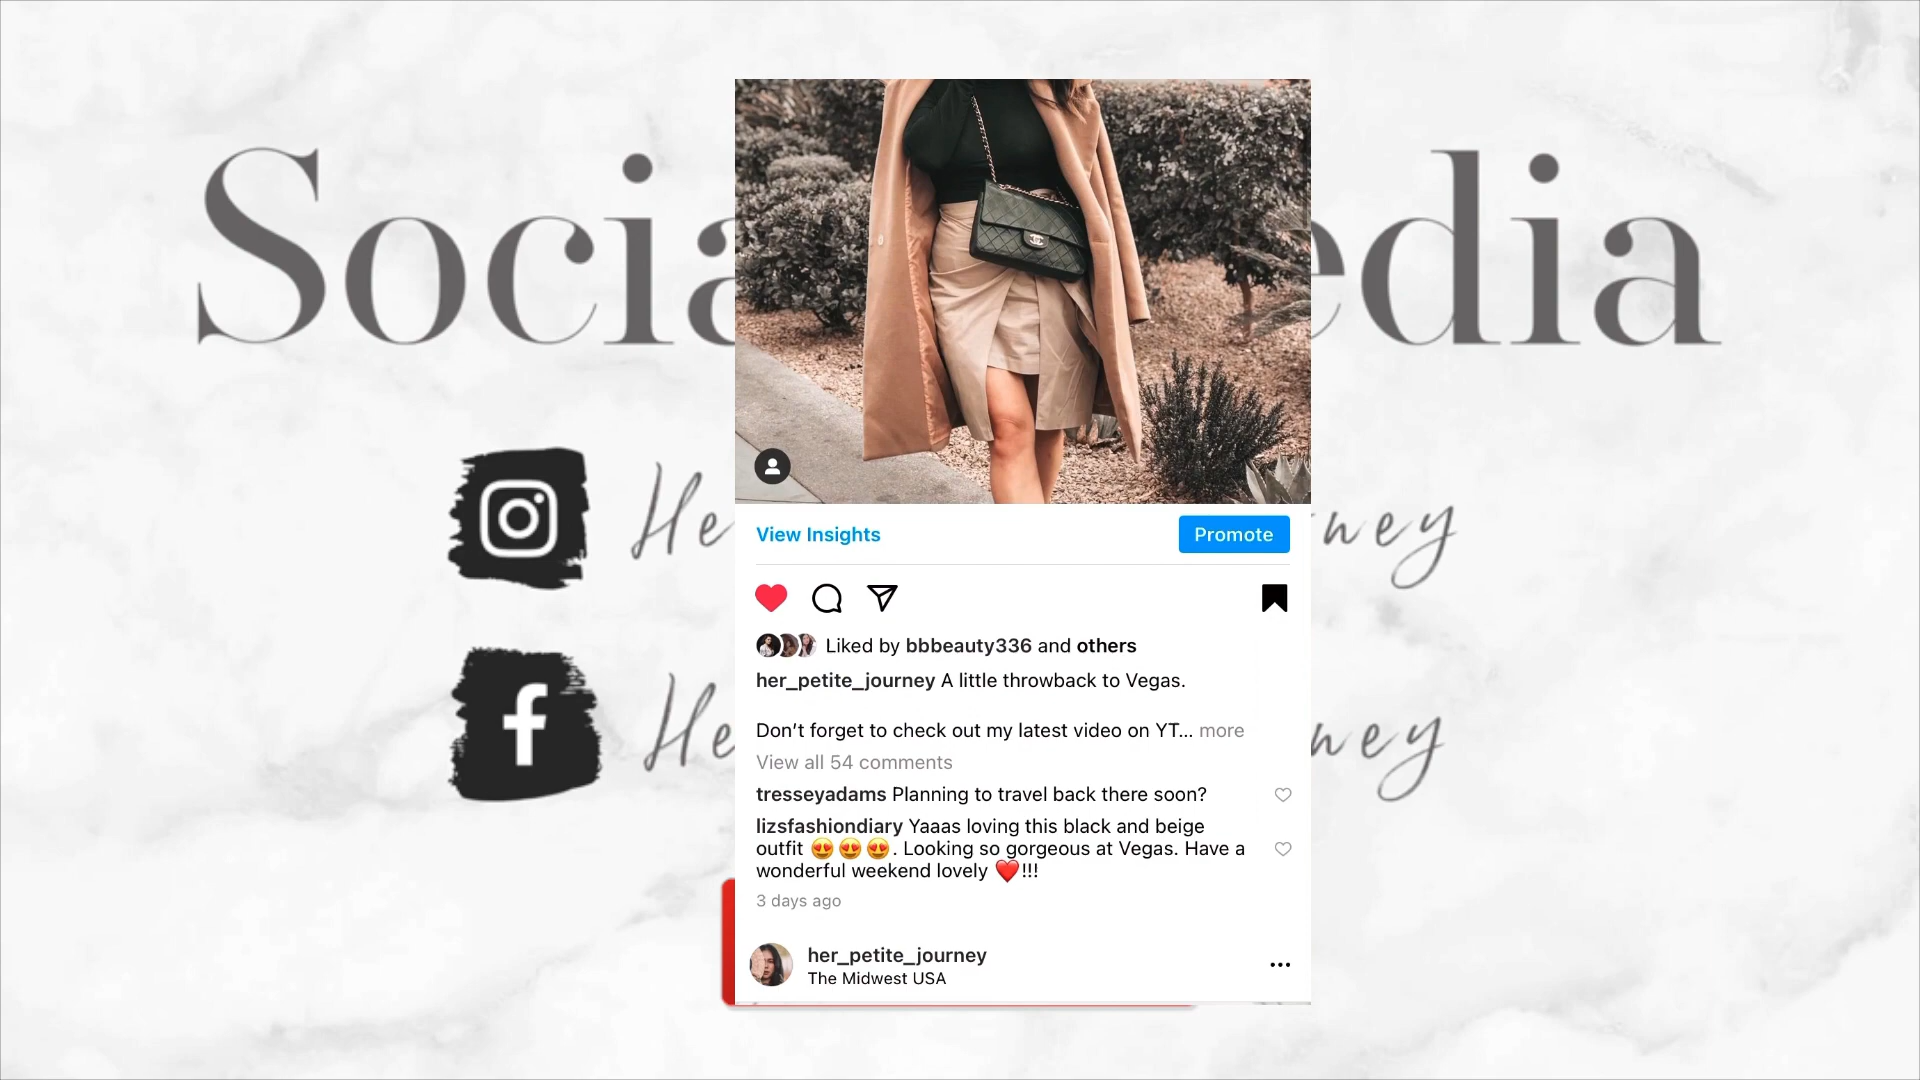 Socia edia
View Insights
Promote
He ney
Liked by bbbeauty336 and others
her_petite_journey A little throwback to Vegas.
Don't forget to check out my latest video on YT... more
He ney
View all 54 comments
tresseyadams Planning to travel back there soon?
lizsfashiondiary Yaaas loving this black and beige
outfit 😍😍😍. Looking so gorgeous at Vegas. Have a
wonderful weekend lovely ❤️!!!
3 days ago
her_petite_journey
The Midwest USA